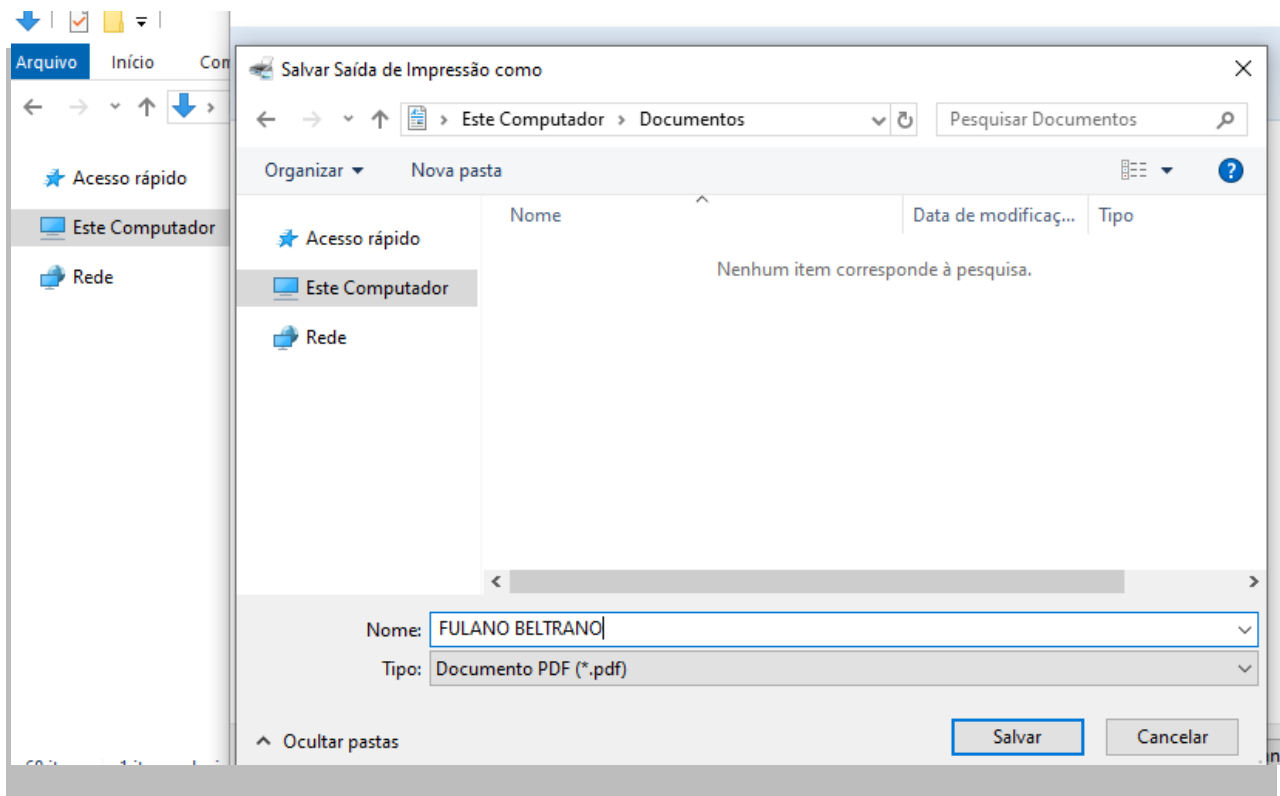 Arquivo Início
Salvar Saída de Impressão como
Este Computador Documentos
Pesquisar Documentos
Organizar Nova pasta
Acesso rápido
Este Computador
Rede
Nome Data de modificaç... Tipo
Acesso rápido
Este Computador
Rede
Nenhum item corresponde à pesquisa.
Nome: FULANO BELTRANO
Tipo: Documento PDF (*.pdf)
Ocultar pastas
Salvar Cancelar